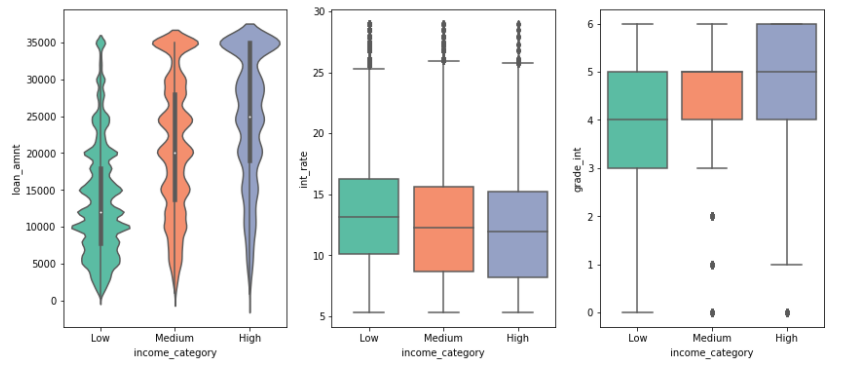 loan_amnt
35000
30000
25000
20000
15000
10000
5000
0
Low Medium High
income_category
int_rate
30
25
20
15
10
5
Low Medium High
income_category
grade_int
6
5
4
3
2
1
0
Low Medium High
income_category